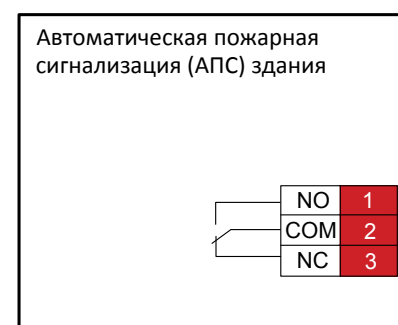 Автоматическая пожарная
сигнализация (АПС) здания
NO 1
COM 2
NC 3